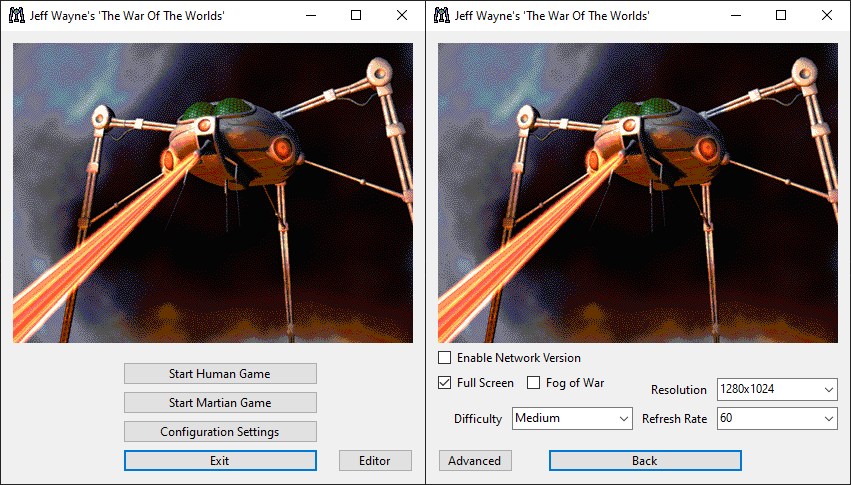 Jeff Wayne's 'The War Of The Worlds'
Start Human Game
Start Martian Game
Configuration Settings
Exit
Editor
Jeff Wayne's 'The War Of The Worlds'
Enable Network Version
Full Screen Fog of War Resolution 1280x1024
Difficulty Medium Refresh Rate 60
Advanced Back